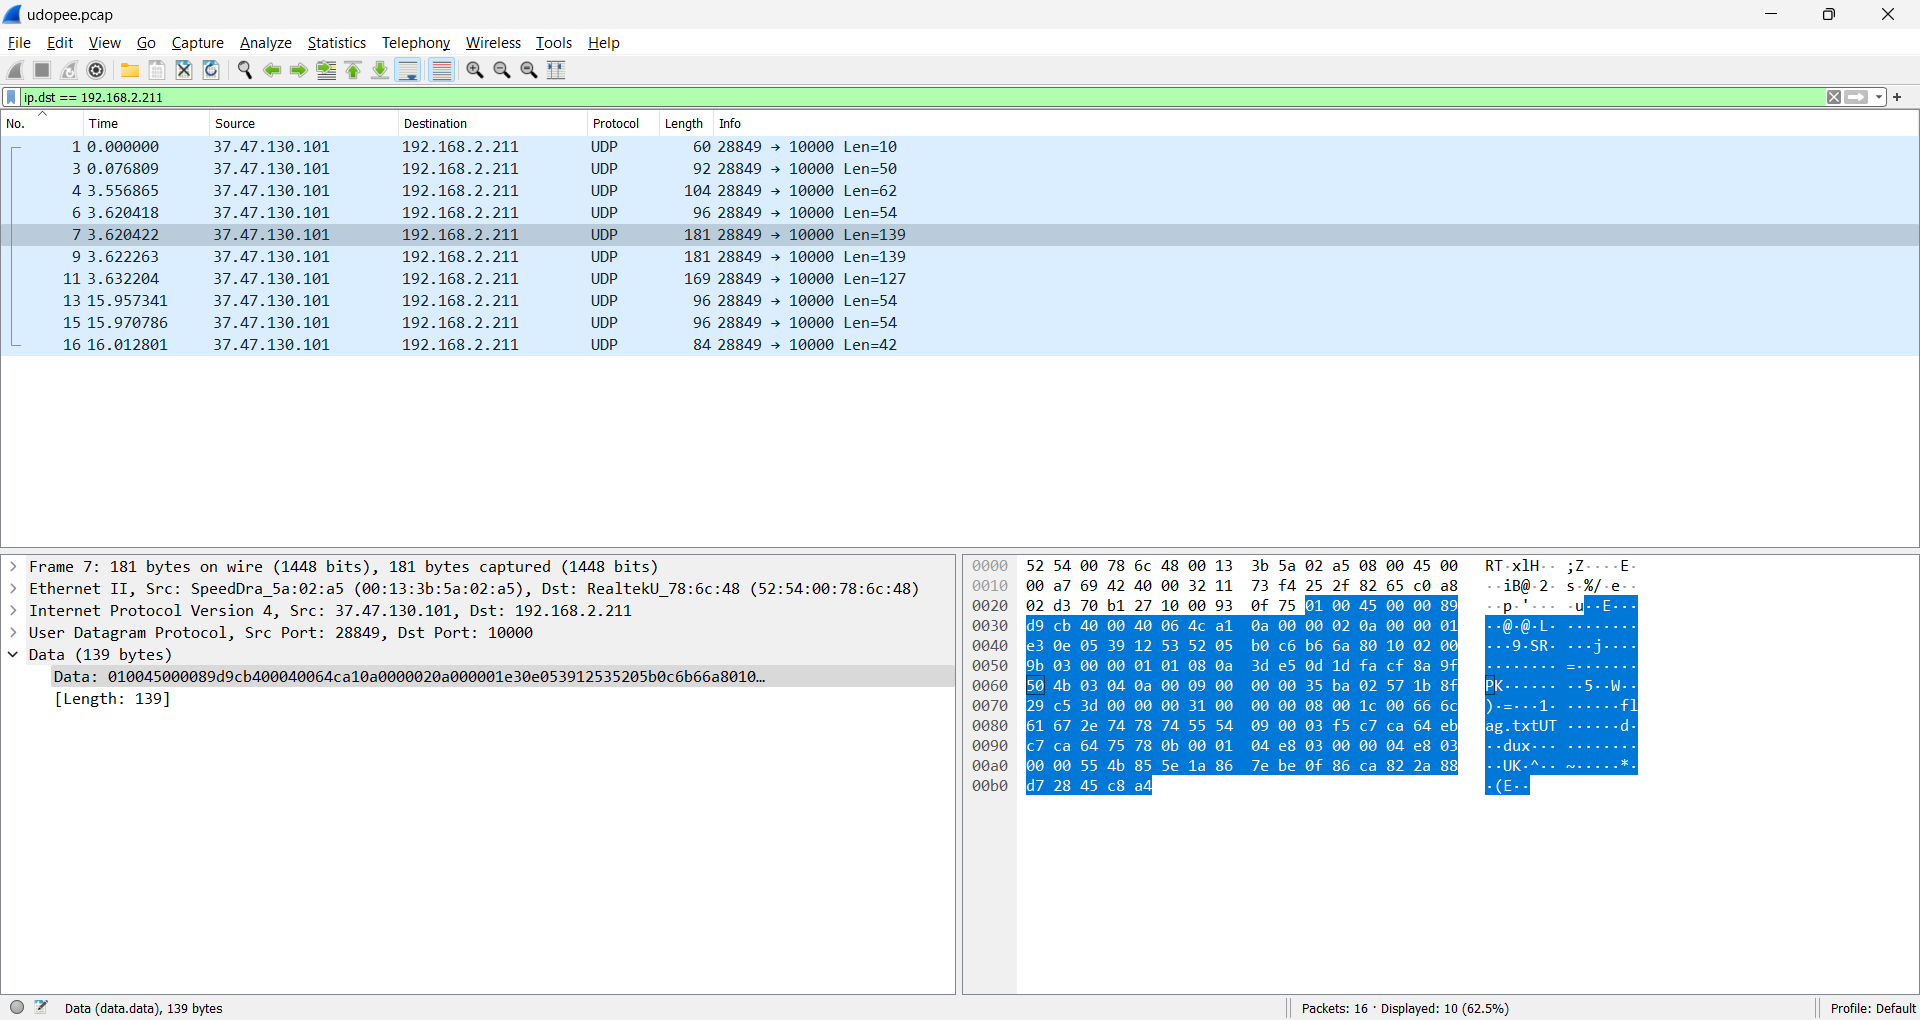 udopee.pcap
File Edit View Go Capture Analyze Statistics Telephony Wireless Tools Help
ip.dst == 192.168.2.211
No. Time Source Destination Protocol Length Info
1 0.000000 37.47.130.101 192.168.2.211 UDP 60 28849 → 10000 Len=10
3 0.076809 37.47.130.101 192.168.2.211 UDP 92 28849 → 10000 Len=50
4 3.556865 37.47.130.101 192.168.2.211 UDP 104 28849 → 10000 Len=62
6 3.620418 37.47.130.101 192.168.2.211 UDP 96 28849 → 10000 Len=54
7 3.620422 37.47.130.101 192.168.2.211 UDP 181 28849 → 10000 Len=139
9 3.622263 37.47.130.101 192.168.2.211 UDP 181 28849 → 10000 Len=139
11 3.632204 37.47.130.101 192.168.2.211 UDP 169 28849 → 10000 Len=127
13 15.957341 37.47.130.101 192.168.2.211 UDP 96 28849 → 10000 Len=54
15 15.970786 37.47.130.101 192.168.2.211 UDP 96 28849 → 10000 Len=54
16 16.012801 37.47.130.101 192.168.2.211 UDP 84 28849 → 10000 Len=42
Frame 7: 181 bytes on wire (1448 bits), 181 bytes captured (1448 bits)
Ethernet II, Src: SpeedDra_5a:02:a5 (00:13:3b:5a:02:a5), Dst: RealtekU_78:6c:48 (52:54:00:78:6c:48)
Internet Protocol Version 4, Src: 37.47.130.101, Dst: 192.168.2.211
User Datagram Protocol, Src Port: 28849, Dst Port: 10000
Data (139 bytes)
Data: 010045000089d9cb400040064ca10a0000020a000001e30e053912535205b0c6b66a8010…
[Length: 139]
0000 52 54 00 78 6c 48 00 13 3b 5a 02 a5 08 00 45 00 RT·xlH·· ;Z····E·
0010 00 a7 69 42 40 00 32 11 73 f4 25 2f 82 65 c0 a8 ··iB@·2· s·%/·e··
0020 02 d3 70 b1 27 10 00 93 0f 75 01 00 45 00 00 89 ··p·'··· ·u··E···
0030 d9 cb 40 00 40 06 4c a1 0a 00 00 02 0a 00 00 01 ··@·@·L· ········
0040 e3 0e 05 39 12 53 52 05 b0 c6 b6 6a 80 10 02 00 ···9·SR· ···j····
0050 9b 03 00 00 01 01 08 0a 3d e5 0d 1d fa cf 8a 9f ········ =·······
0060 50 4b 03 04 0a 00 09 00 00 00 35 ba 02 57 1b 8f PK······ ··5··W··
0070 29 c5 3d 00 00 00 31 00 00 00 08 00 1c 00 66 6c )·=···1· ······fl
0080 61 67 2e 74 78 74 55 54 09 00 03 f5 c7 ca 64 eb ag.txtUT ······d·
0090 c7 ca 64 75 78 0b 00 01 04 e8 03 00 00 04 e8 03 ··dux··· ········
00a0 00 00 55 4b 85 5e 1a 86 7e be 0f 86 ca 82 2a 88 ··UK·^·· ~·····*·
00b0 d7 28 45 c8 a4 ·(E··
Data (data.data), 139 bytes
Packets: 16 · Displayed: 10 (62.5%)
Profile: Default